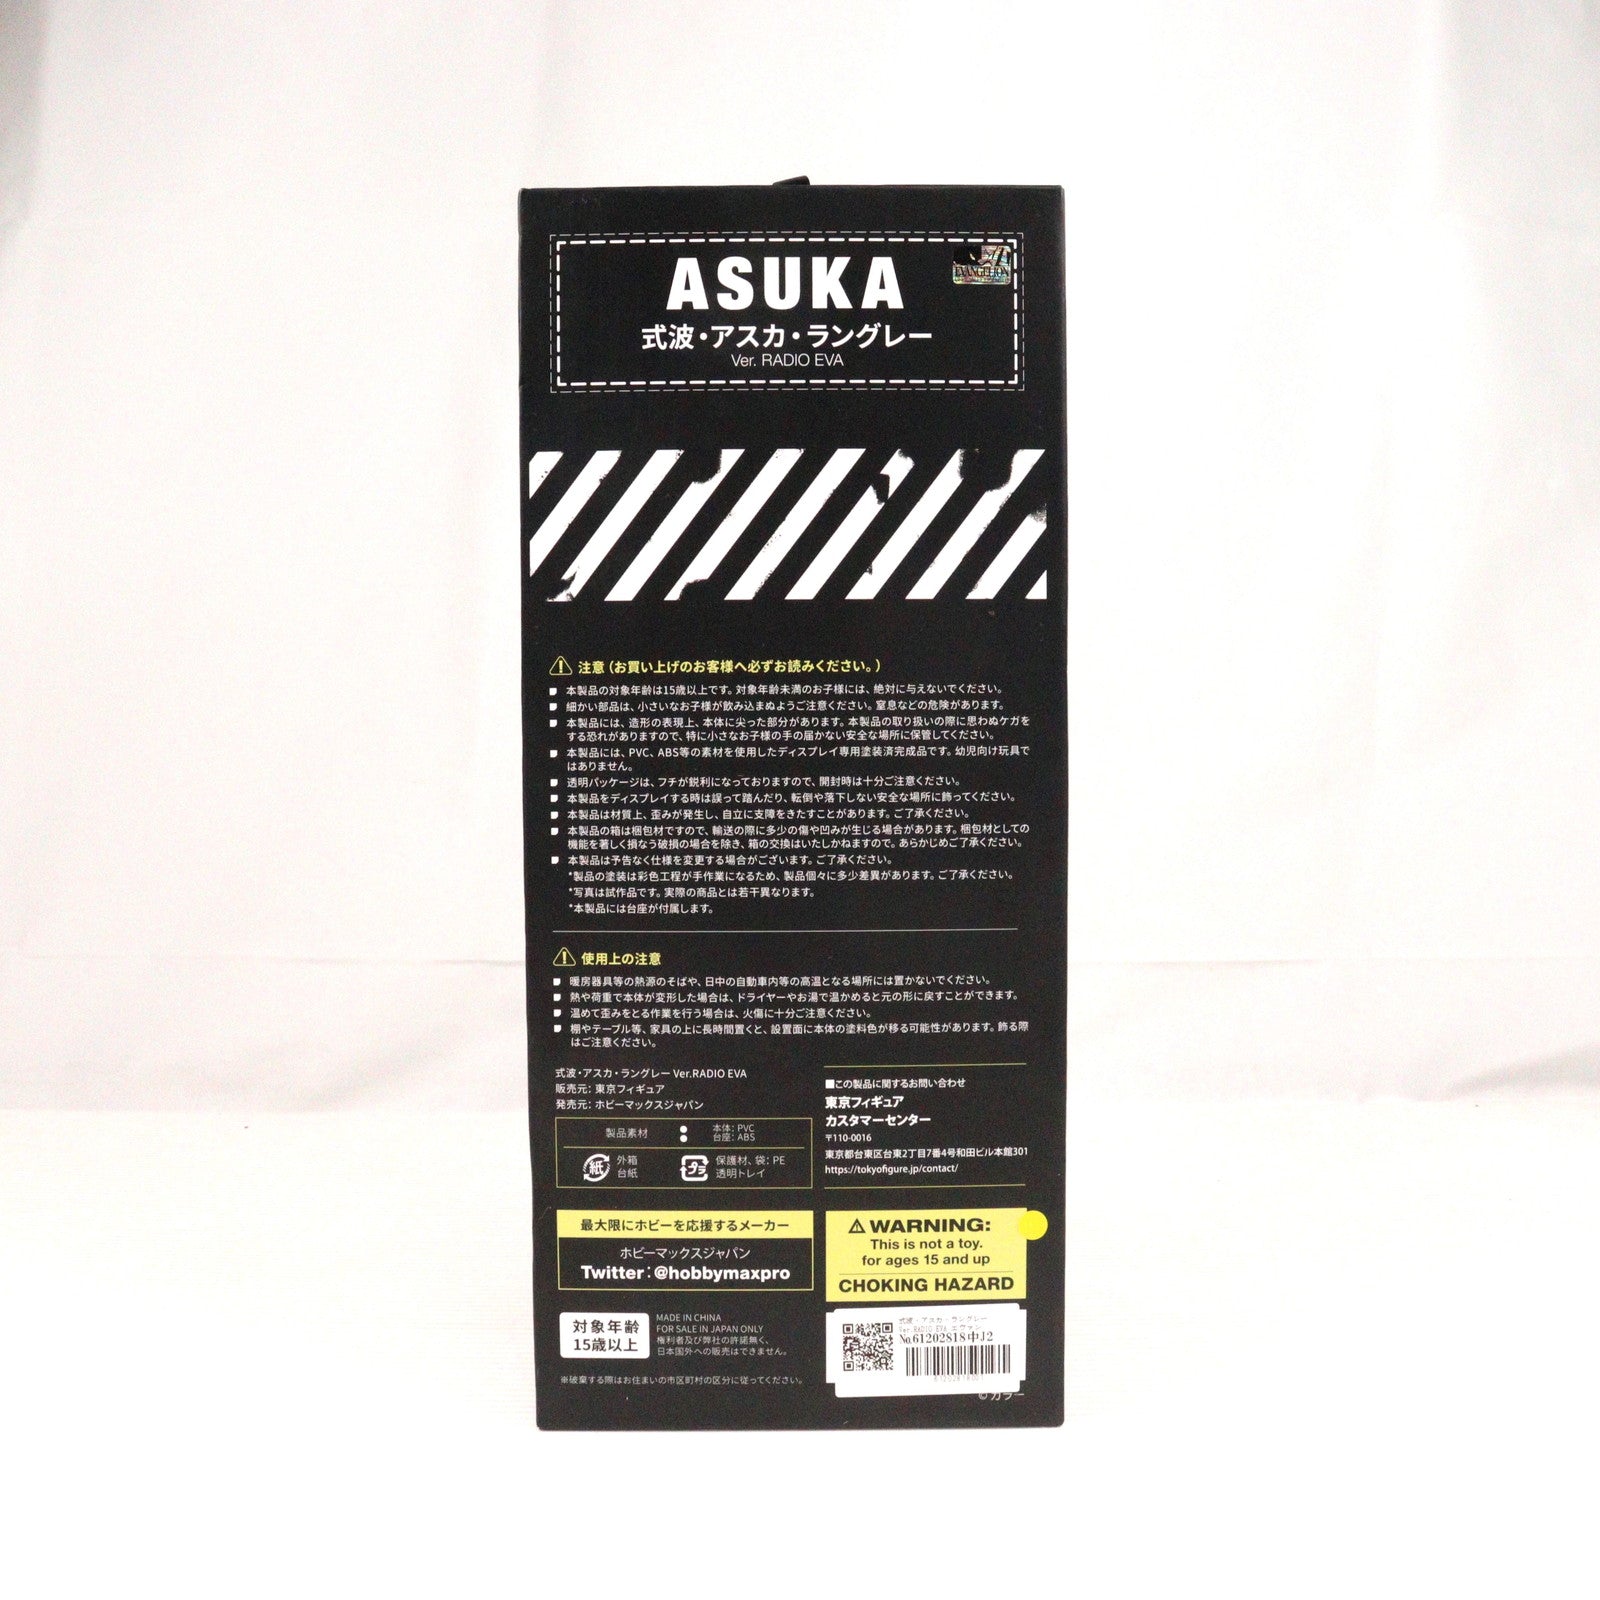 ASUKA
EVANGELION
式波・アスカ・ラングレー
Ver. RADIO EVA
注意（お買い上げのお客様へ必ずお読みください。）
本製品の対象年齢は15歳以上です。対象年齢未満のお子様には、絶対に与えないでください。
細かい部品は、小さいなお子様が飲み込まぬようご注意ください。窒息などの危険があります。
本製品には、造形の表現上、本体に尖った部分があります。本製品の取り扱いの際に思わぬケガを
する恐れがありますので、特に小さなお子様の手の届かない安全な場所に保管してください。
本製品には、PVC、ABS等の素材を使用したディスプレイ専用塗装済完成品です。幼児向け玩具で
はありません。
透明パッケージは、フチが鋭利になっておりますので、開封時は十分ご注意ください。
本製品をディスプレイする時は誤って踏んだり、転倒や落下しない安全な場所に飾ってください。
本製品は材質上、歪みが発生し、自立に支障をきたすことがあります。ご了承ください。
本製品の箱は梱包材ですので、輸送の際に多少の傷や凹みが生じる場合があります。梱包材としての
機能を著しく損なう破損の場合を除き、箱の交換はいたしかねますので。あらかじめご了承ください。
本製品は予告なく仕様を変更する場合がございます。ご了承ください。
*製品の塗装は彩色工程が手作業になるため、製品個々に多少差異があります。ご了承ください。
*写真は試作品です。実際の商品とは若干異なります。
*本製品には台座が付属します。
使用上の注意
暖房器具等の熱源のそばや、日中の自動車内等の高温となる場所には置かないでください。
熱や荷重で本体が変形した場合は、ドライヤーやお湯で温かめると元の形に戻すことができます。
温めて歪みをとる作業を行う場合は、火傷に十分ご注意ください。
棚やテーブル等、家具の上に長時間置くと、設置面に本体の塗料色が移る可能性があります。飾る際
はご注意ください。
式波・アスカ・ラングレー Ver.RADIO EVA
販売元：東京フィギュア
発売元：ホビーマックスジャパン
製品素材
本体：PVC
台座：ABS
紙
外箱
台紙
プラ
保護材、袋：PE
透明トレイ
■この製品に関するお問い合わせ
東京フィギュア
カスタマーセンター
〒110-0016
東京都台東区台東2丁目7番4号和田ビル本館301
https://tokyofigure.jp/contact/
最大限にホビーを応援するメーカー
ホビーマックスジャパン
Twitter：@hobbymaxpro
WARNING:
This is not a toy.
for ages 15 and up
CHOKING HAZARD
対象年齢
15歳以上
MADE IN CHINA
FOR SALE IN JAPAN ONLY
権利者及び弊社の許諾無く、
日本国外への販売はできません。
※破棄する際はお住まいの市区町村の区分に従ってください。
式波・アスカ・ラングレー
Ver.RADIO EVA エヴァン
No.61202818中J2
©カラー